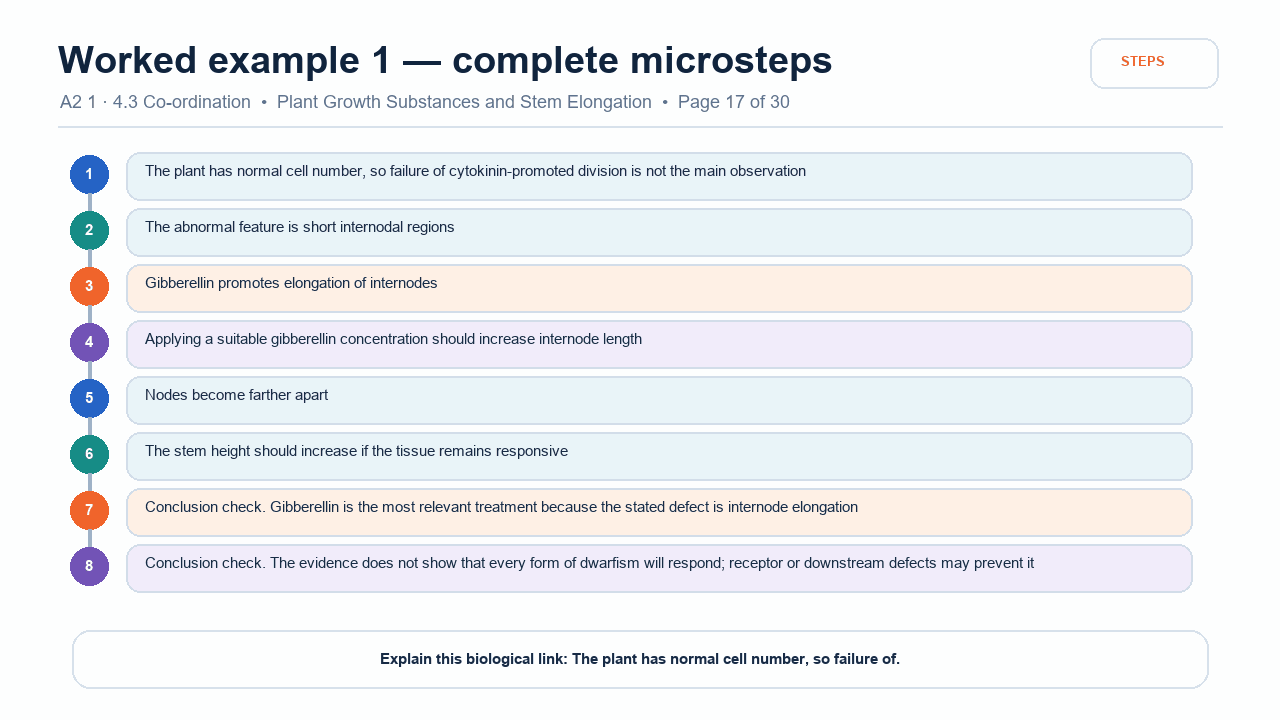 Worked example 1 — complete microsteps
STEPS
A2 1 · 4.3 Co-ordination • Plant Growth Substances and Stem Elongation • Page 17 of 30
1 The plant has normal cell number, so failure of cytokinin-promoted division is not the main observation
2 The abnormal feature is short internodal regions
3 Gibberellin promotes elongation of internodes
4 Applying a suitable gibberellin concentration should increase internode length
5 Nodes become farther apart
6 The stem height should increase if the tissue remains responsive
7 Conclusion check. Gibberellin is the most relevant treatment because the stated defect is internode elongation
8 Conclusion check. The evidence does not show that every form of dwarfism will respond; receptor or downstream defects may prevent it
Explain this biological link: The plant has normal cell number, so failure of.